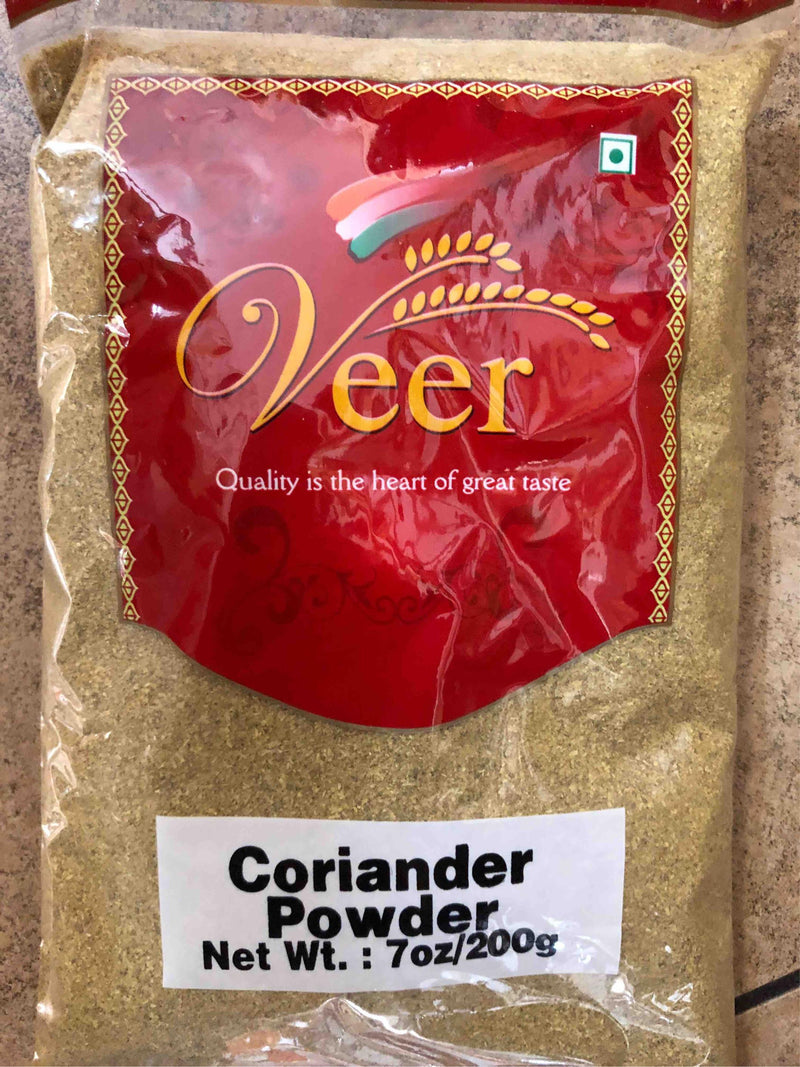 Veer
Quality is the heart of great taste
Coriander
Powder
Net Wt. : 7oz/200g